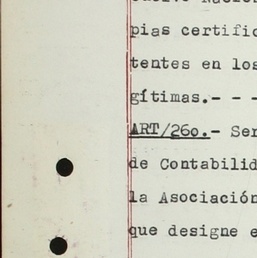 pias certific
tentes en los
gítimas.- - -
ART/26o.- Ser
de Contabilid
la Asociación
que designe e